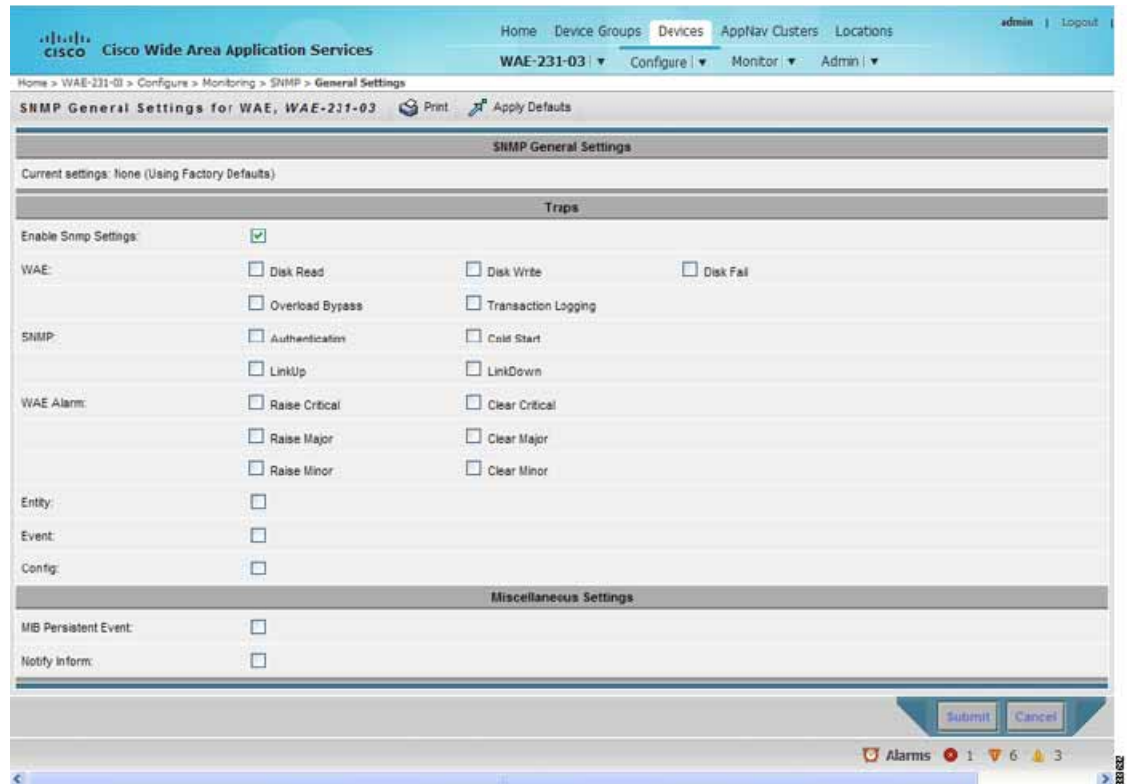 admin | Logout |
Home Device Groups Devices AppNav Clusters Locations
cisco Cisco Wide Area Application Services
WAE-231-03 Configure Monitor Admin
Home > WAE-231-03 > Configure > Monitoring > SNMP > General Settings
SNMP General Settings for WAE, WAE-231-03 Print Apply Defaults
SNMP General Settings
Current settings: None (Using Factory Defaults)
Traps
Enable Snmp Settings:
WAE: Disk Read Disk Write Disk Fail
Overload Bypass Transaction Logging
SNMP: Authentication Cold Start
LinkUp LinkDown
WAE Alarm: Raise Critical Clear Critical
Raise Major Clear Major
Raise Minor Clear Minor
Entity:
Event:
Config:
Miscellaneous Settings
MIB Persistent Event:
Notify Inform:
Submit Cancel
Alarms 1 6 3